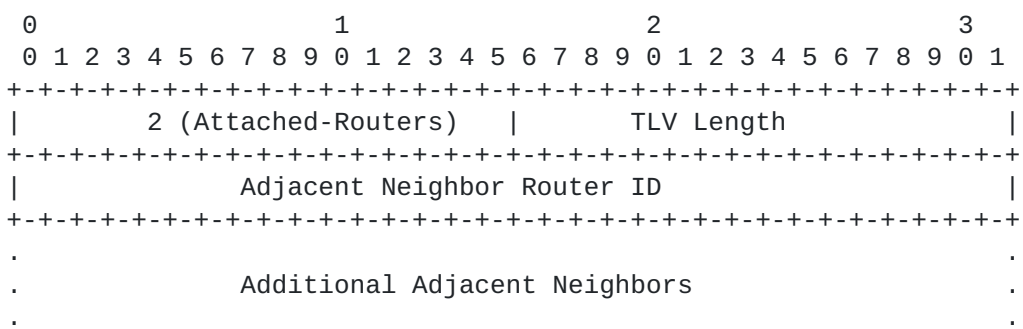 0                   1                   2                   3
 0 1 2 3 4 5 6 7 8 9 0 1 2 3 4 5 6 7 8 9 0 1 2 3 4 5 6 7 8 9 0 1
+-+-+-+-+-+-+-+-+-+-+-+-+-+-+-+-+-+-+-+-+-+-+-+-+-+-+-+-+-+-+-+-+
|        2 (Attached-Routers)   |       TLV Length              |
+-+-+-+-+-+-+-+-+-+-+-+-+-+-+-+-+-+-+-+-+-+-+-+-+-+-+-+-+-+-+-+-+
|              Adjacent Neighbor Router ID                      |
+-+-+-+-+-+-+-+-+-+-+-+-+-+-+-+-+-+-+-+-+-+-+-+-+-+-+-+-+-+-+-+-+
.                                                               .
.              Additional Adjacent Neighbors                    .
.                                                               .